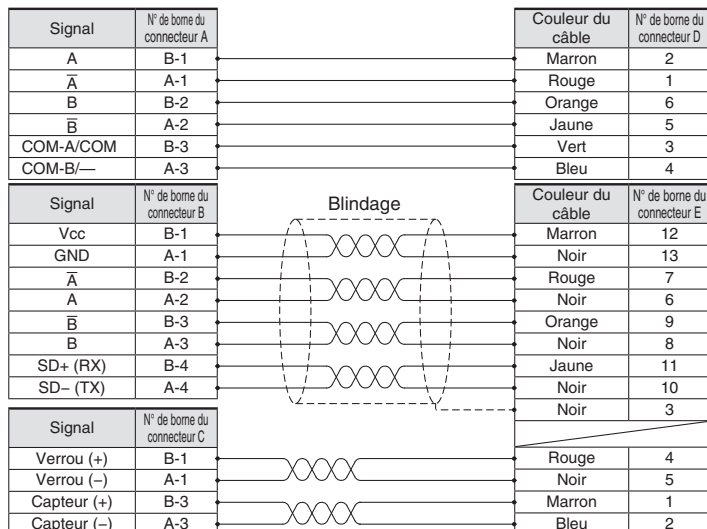 Signal N° de borne du connecteur A Couleur du câble N° de borne du connecteur D
A B-1 Marron 2
A̅ A-1 Rouge 1
B B-2 Orange 6
B̅ A-2 Jaune 5
COM-A/COM B-3 Vert 3
COM-B/— A-3 Bleu 4
Signal N° de borne du connecteur B Blindage Couleur du câble N° de borne du connecteur E
Vcc B-1 Marron 12
GND A-1 Noir 13
A̅ B-2 Rouge 7
A A-2 Noir 6
B̅ B-3 Orange 9
B A-3 Noir 8
SD+ (RX) B-4 Jaune 11
SD− (TX) A-4 Noir 10
Noir 3
Signal N° de borne du connecteur C
Verrou (+) B-1 Rouge 4
Verrou (−) A-1 Noir 5
Capteur (+) B-3 Marron 1
Capteur (−) A-3 Bleu 2